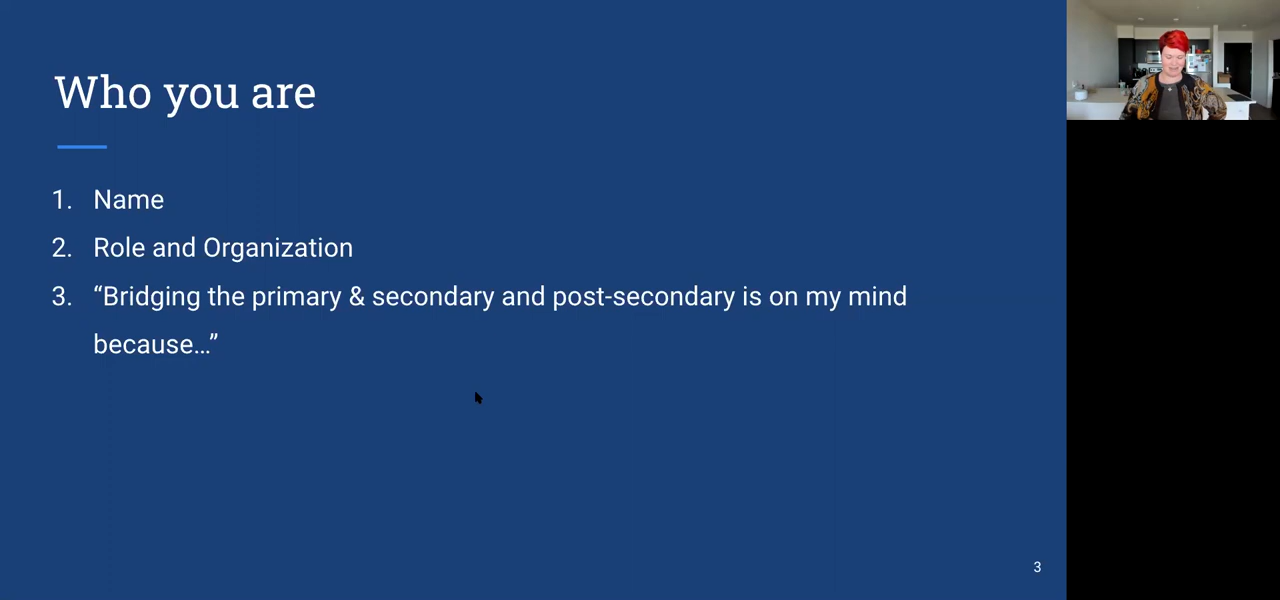 Who you are
1. Name
2. Role and Organization
3. “Bridging the primary & secondary and post-secondary is on my mind
because…”
3